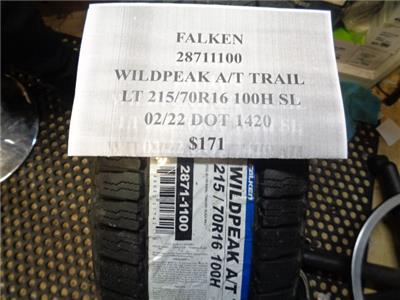 FALKEN
28711100
WILDPEAK A/T TRAIL
LT 215/70R16 100H SL
02/22 DOT 1420
$171
FALKEN
WILDPEAK A/T
215/70R16 100H
2871-1100